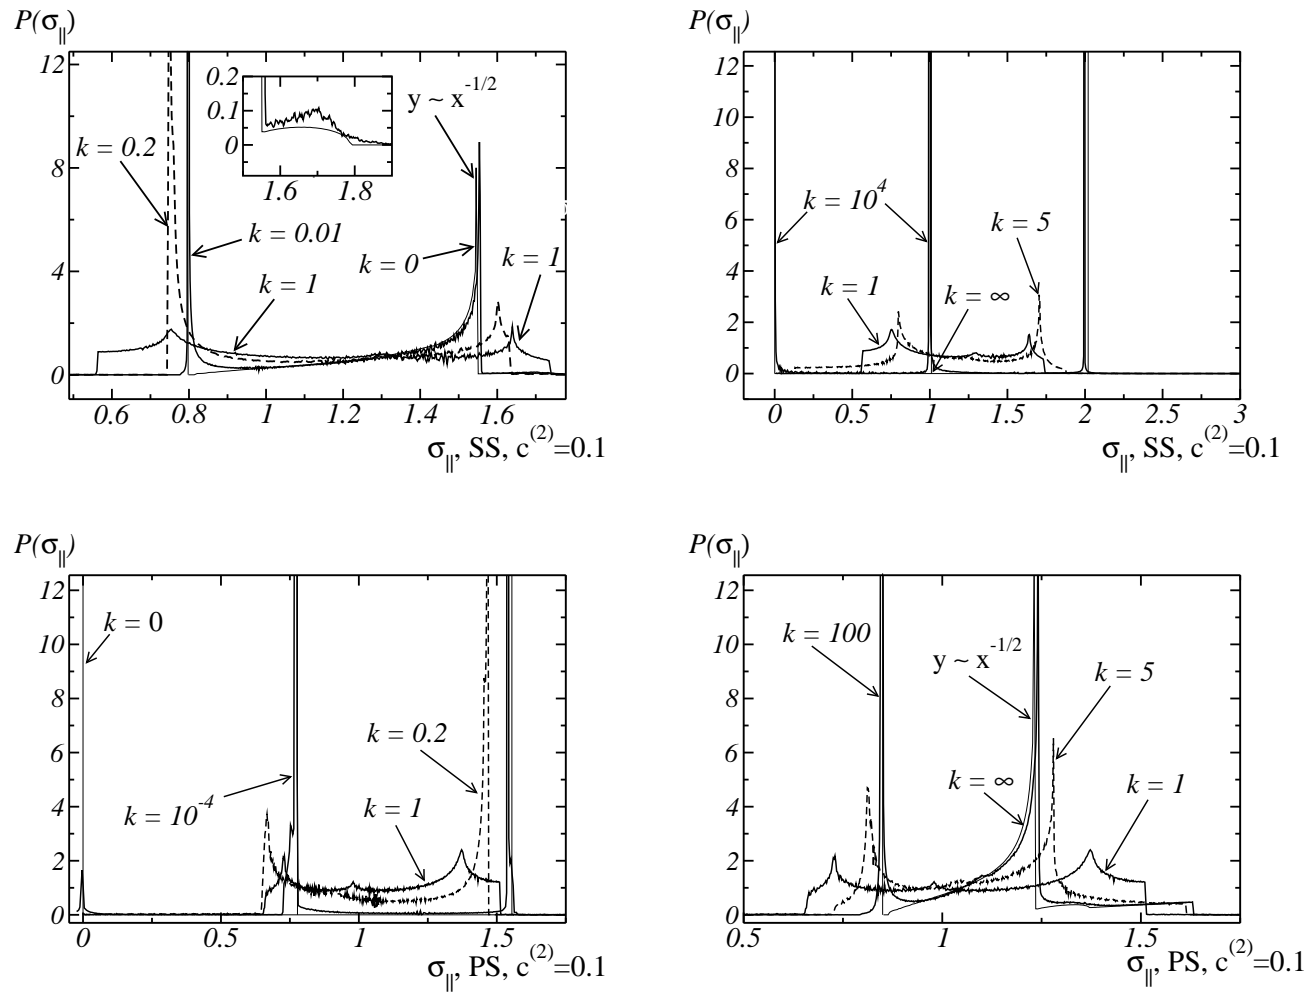 P(σ||)
12
8
4
0
0.2
0.1
0
1.6 1.8
y ~ x^-1/2
k = 0.2
k = 0.01
k = 0
k = 1
k = 1
0.6 0.8 1 1.2 1.4 1.6
σ||, SS, c^(2)=0.1
P(σ||)
12
10
8
6
4
2
0
k = 10^4
k = 5
k = 1
k = ∞
0 0.5 1 1.5 2 2.5 3
σ||, SS, c^(2)=0.1
P(σ||)
12
10
8
6
4
2
0
k = 0
k = 0.2
k = 10^-4
k = 1
0 0.5 1 1.5
σ||, PS, c^(2)=0.1
P(σ||)
12
10
8
6
4
2
0
k = 100
y ~ x^-1/2
k = 5
k = ∞
k = 1
0.5 1 1.5
σ||, PS, c^(2)=0.1